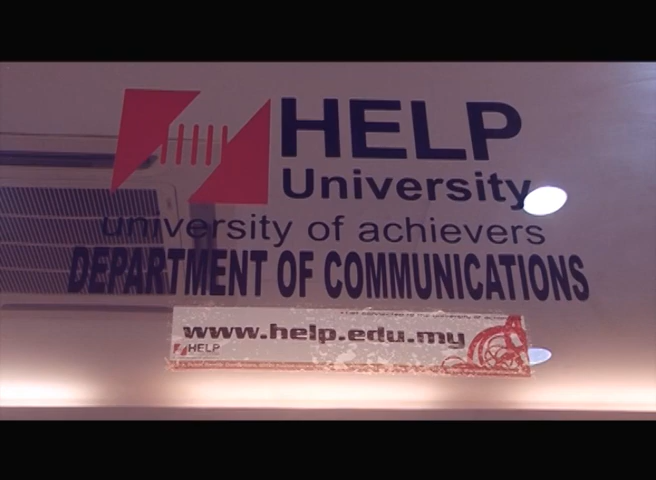 HELP
University
university of achievers
DEPARTMENT OF COMMUNICATIONS
www.help.edu.my
HELP